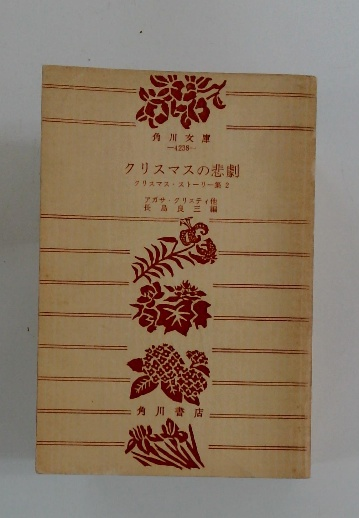 角川文庫
—4238—
クリスマスの悲劇
クリスマス・ストーリー集 2
アガサ・クリスティ他
長島良三編
角川書店